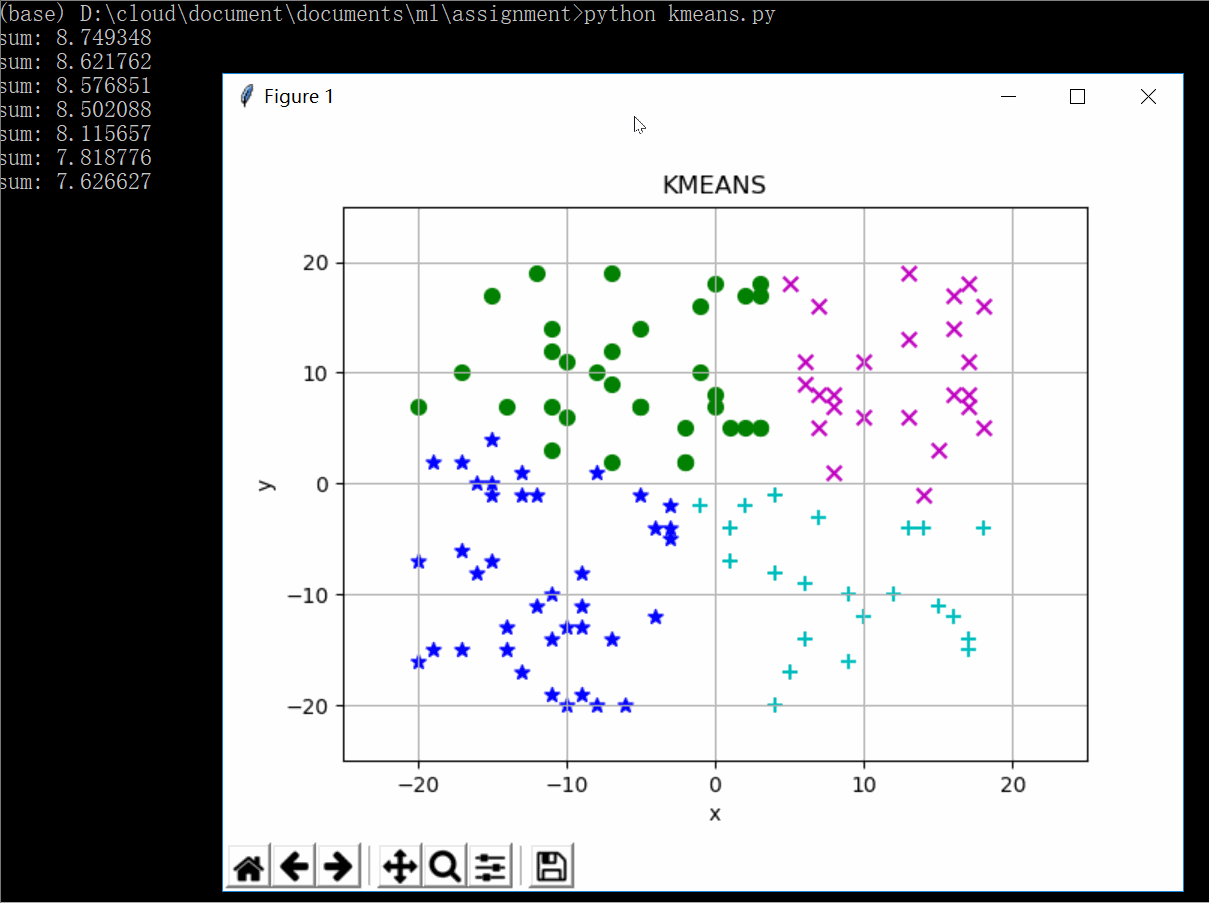 (base) D:\cloud\document\documents\ml\assignment>python kmeans.py
sum: 8.749348
sum: 8.621762
sum: 8.576851
sum: 8.502088
sum: 8.115657
sum: 7.818776
sum: 7.626627
Figure 1
KMEANS
20
10
0
−10
−20
y
−20 −10 0 10 20
x